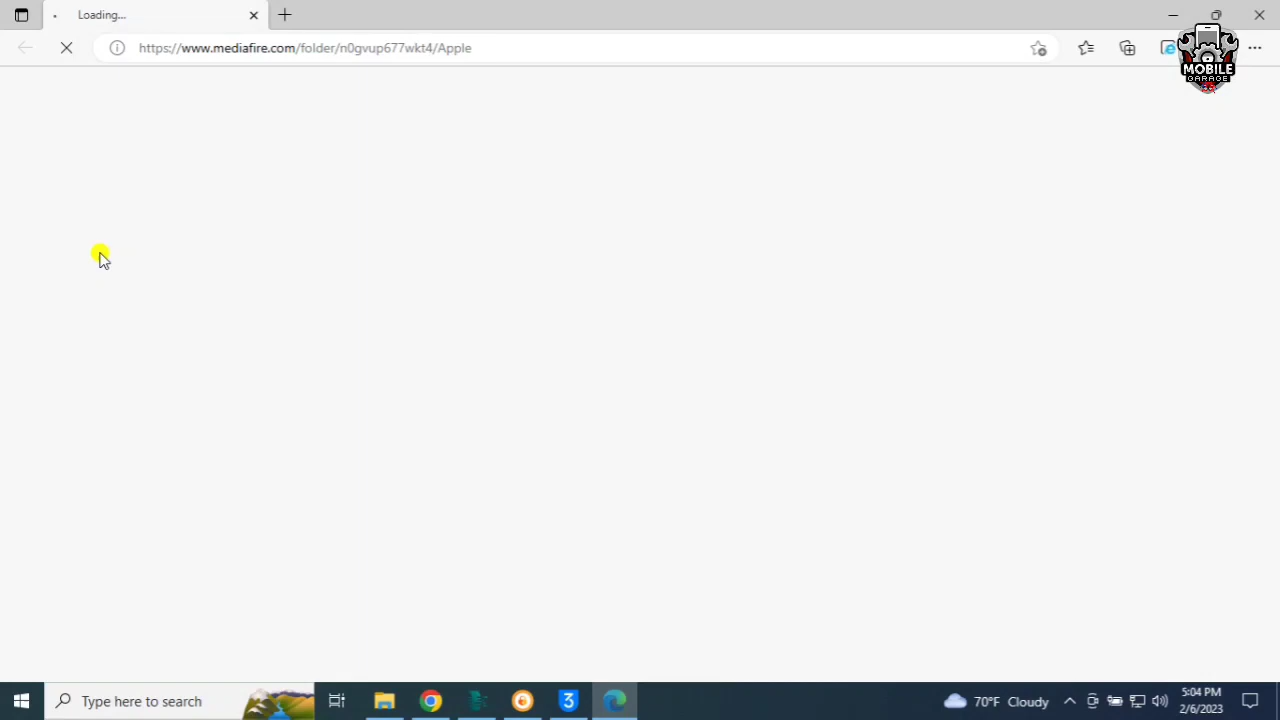 Loading...
https://www.mediafire.com/folder/n0gvup677wkt4/Apple
MOBILE
GARAGE
Type here to search
3
70°F Cloudy
5:04 PM
2/6/2023